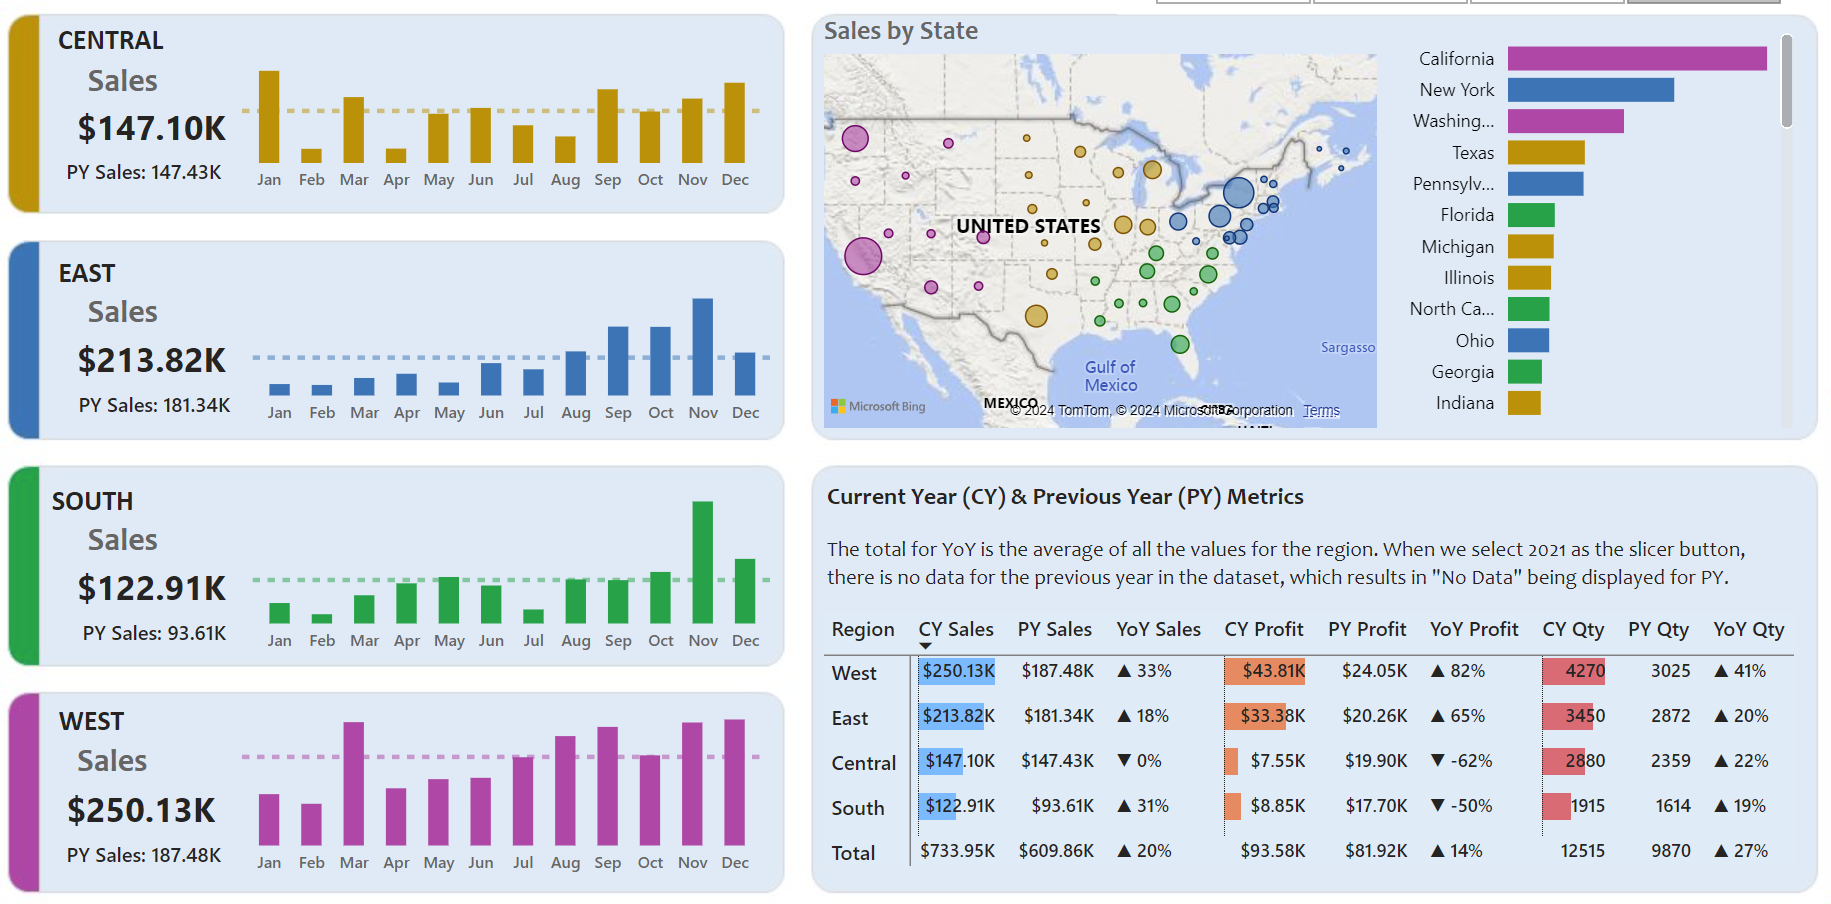 CENTRAL
Sales
$147.10K
PY Sales: 147.43K
Jan Feb Mar Apr May Jun Jul Aug Sep Oct Nov Dec
EAST
Sales
$213.82K
PY Sales: 181.34K
Jan Feb Mar Apr May Jun Jul Aug Sep Oct Nov Dec
SOUTH
Sales
$122.91K
PY Sales: 93.61K
Jan Feb Mar Apr May Jun Jul Aug Sep Oct Nov Dec
WEST
Sales
$250.13K
PY Sales: 187.48K
Jan Feb Mar Apr May Jun Jul Aug Sep Oct Nov Dec
Sales by State
UNITED STATES
Gulf of
Mexico
Sargasso
MEXICO
Microsoft Bing
© 2024 TomTom, © 2024 Microsoft Corporation Terms
California
New York
Washing...
Texas
Pennsylv...
Florida
Michigan
Illinois
North Ca...
Ohio
Georgia
Indiana
Current Year (CY) & Previous Year (PY) Metrics
The total for YoY is the average of all the values for the region. When we select 2021 as the slicer button,
there is no data for the previous year in the dataset, which results in "No Data" being displayed for PY.
Region CY Sales PY Sales YoY Sales CY Profit PY Profit YoY Profit CY Qty PY Qty YoY Qty
West $250.13K $187.48K ▲ 33% $43.81K $24.05K ▲ 82% 4270 3025 ▲ 41%
East $213.82K $181.34K ▲ 18% $33.38K $20.26K ▲ 65% 3450 2872 ▲ 20%
Central $147.10K $147.43K ▼ 0% $7.55K $19.90K ▼ -62% 2880 2359 ▲ 22%
South $122.91K $93.61K ▲ 31% $8.85K $17.70K ▼ -50% 1915 1614 ▲ 19%
Total $733.95K $609.86K ▲ 20% $93.58K $81.92K ▲ 14% 12515 9870 ▲ 27%